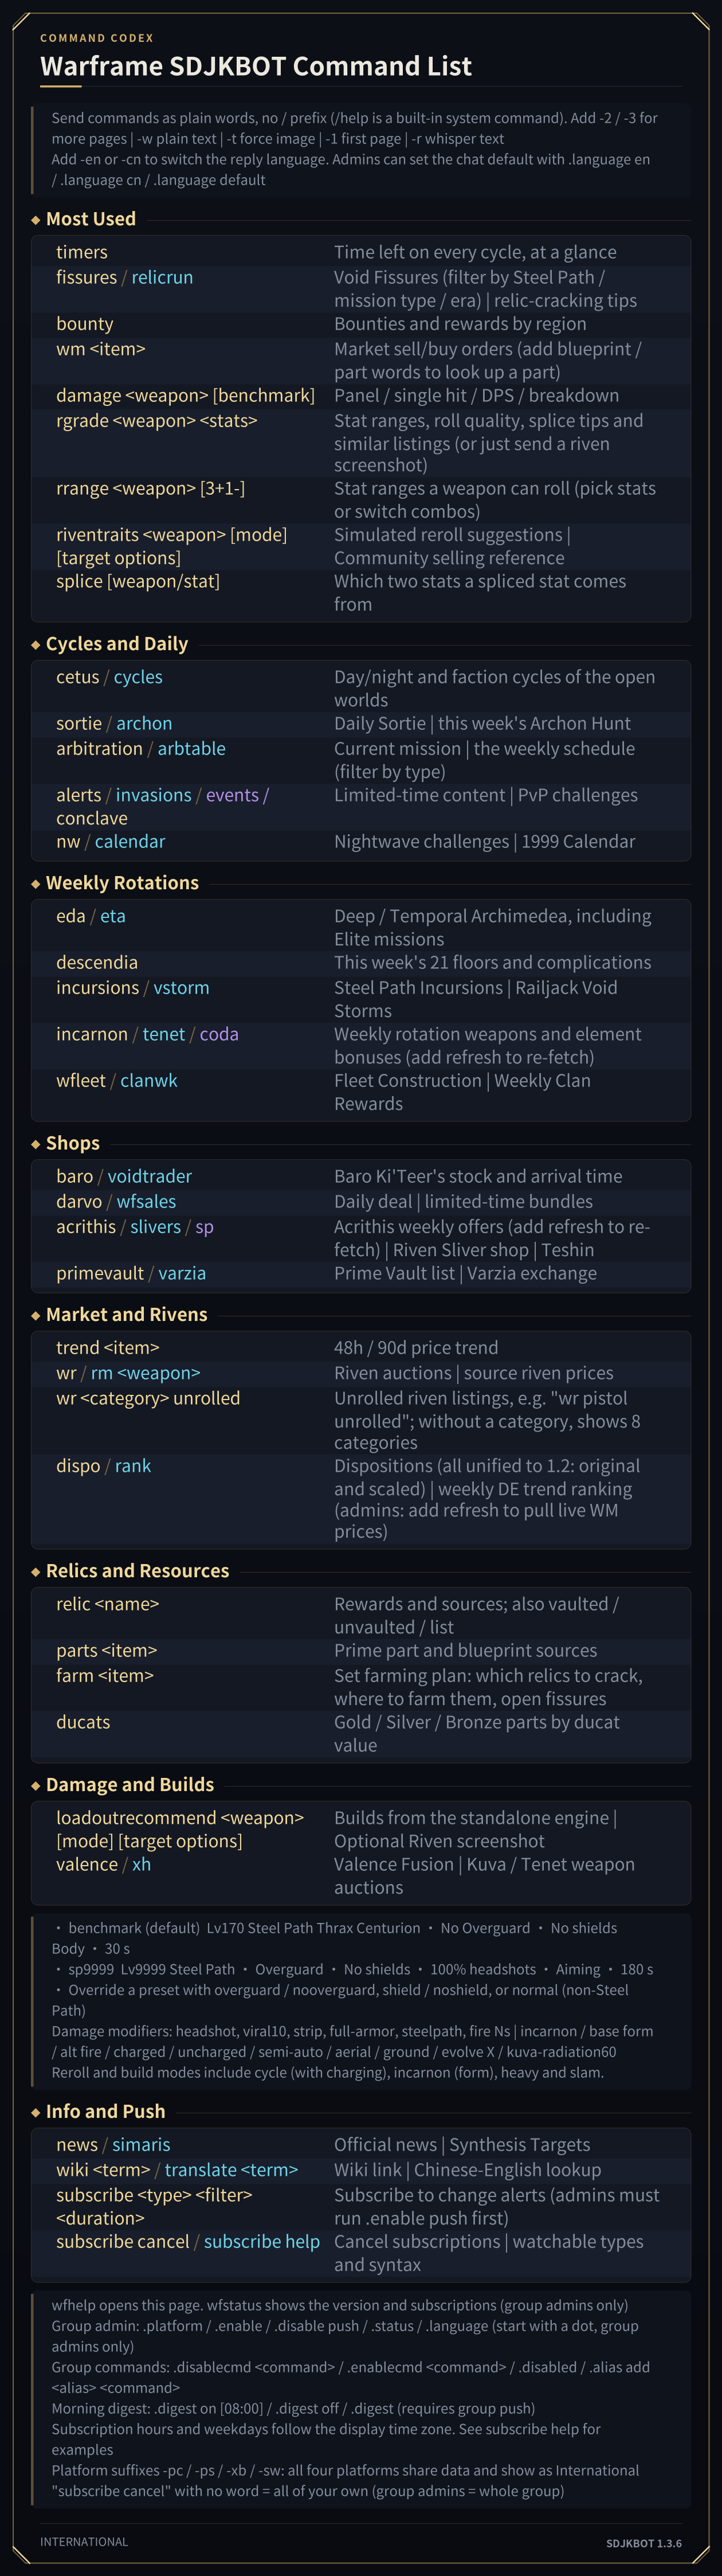 COMMAND CODEX
Warframe SDJKBOT Command List
Send commands as plain words, no / prefix (/help is a built-in system command). Add -2 / -3 for
more pages | -w plain text | -t force image | -1 first page | -r whisper text
Add -en or -cn to switch the reply language. Admins can set the chat default with .language en
/ .language cn / .language default
Most Used
timers Time left on every cycle, at a glance
fissures / relicrun Void Fissures (filter by Steel Path /
mission type / era) | relic-cracking tips
bounty Bounties and rewards by region
wm <item> Market sell/buy orders (add blueprint /
part words to look up a part)
damage <weapon> [benchmark] Panel / single hit / DPS / breakdown
rgrade <weapon> <stats> Stat ranges, roll quality, splice tips and
similar listings (or just send a riven
screenshot)
rrange <weapon> [3+1-] Stat ranges a weapon can roll (pick stats
or switch combos)
riventraits <weapon> [mode] Simulated reroll suggestions |
[target options] Community selling reference
splice [weapon/stat] Which two stats a spliced stat comes
from
Cycles and Daily
cetus / cycles Day/night and faction cycles of the open
worlds
sortie / archon Daily Sortie | this week's Archon Hunt
arbitration / arbtable Current mission | the weekly schedule
(filter by type)
alerts / invasions / events / Limited-time content | PvP challenges
conclave
nw / calendar Nightwave challenges | 1999 Calendar
Weekly Rotations
eda / eta Deep / Temporal Archimedea, including
Elite missions
descendia This week's 21 floors and complications
incursions / vstorm Steel Path Incursions | Railjack Void
Storms
incarnon / tenet / coda Weekly rotation weapons and element
bonuses (add refresh to re-fetch)
wfleet / clanwk Fleet Construction | Weekly Clan
Rewards
Shops
baro / voidtrader Baro Ki'Teer's stock and arrival time
darvo / wfsales Daily deal | limited-time bundles
acrithis / slivers / sp Acrithis weekly offers (add refresh to re-
fetch) | Riven Sliver shop | Teshin
primevault / varzia Prime Vault list | Varzia exchange
Market and Rivens
trend <item> 48h / 90d price trend
wr / rm <weapon> Riven auctions | source riven prices
wr <category> unrolled Unrolled riven listings, e.g. "wr pistol
unrolled"; without a category, shows 8
categories
dispo / rank Dispositions (all unified to 1.2: original
and scaled) | weekly DE trend ranking
(admins: add refresh to pull live WM
prices)
Relics and Resources
relic <name> Rewards and sources; also vaulted /
unvaulted / list
parts <item> Prime part and blueprint sources
farm <item> Set farming plan: which relics to crack,
where to farm them, open fissures
ducats Gold / Silver / Bronze parts by ducat
value
Damage and Builds
loadoutrecommend <weapon> Builds from the standalone engine |
[mode] [target options] Optional Riven screenshot
valence / xh Valence Fusion | Kuva / Tenet weapon
auctions
・ benchmark (default) Lv170 Steel Path Thrax Centurion ・ No Overguard ・ No shields
Body ・ 30 s
・ sp9999 Lv9999 Steel Path ・ Overguard ・ No shields ・ 100% headshots ・ Aiming ・ 180 s
・ Override a preset with overguard / nooverguard, shield / noshield, or normal (non-Steel
Path)
Damage modifiers: headshot, viral10, strip, full-armor, steelpath, fire Ns | incarnon / base form
/ alt fire / charged / uncharged / semi-auto / aerial / ground / evolve X / kuva-radiation60
Reroll and build modes include cycle (with charging), incarnon (form), heavy and slam.
Info and Push
news / simaris Official news | Synthesis Targets
wiki <term> / translate <term> Wiki link | Chinese-English lookup
subscribe <type> <filter> Subscribe to change alerts (admins must
<duration> run .enable push first)
subscribe cancel / subscribe help Cancel subscriptions | watchable types
and syntax
wfhelp opens this page. wfstatus shows the version and subscriptions (group admins only)
Group admin: .platform / .enable / .disable push / .status / .language (start with a dot, group
admins only)
Group commands: .disablecmd <command> / .enablecmd <command> / .disabled / .alias add
<alias> <command>
Morning digest: .digest on [08:00] / .digest off / .digest (requires group push)
Subscription hours and weekdays follow the display time zone. See subscribe help for
examples
Platform suffixes -pc / -ps / -xb / -sw: all four platforms share data and show as International
"subscribe cancel" with no word = all of your own (group admins = whole group)
INTERNATIONAL SDJKBOT 1.3.6